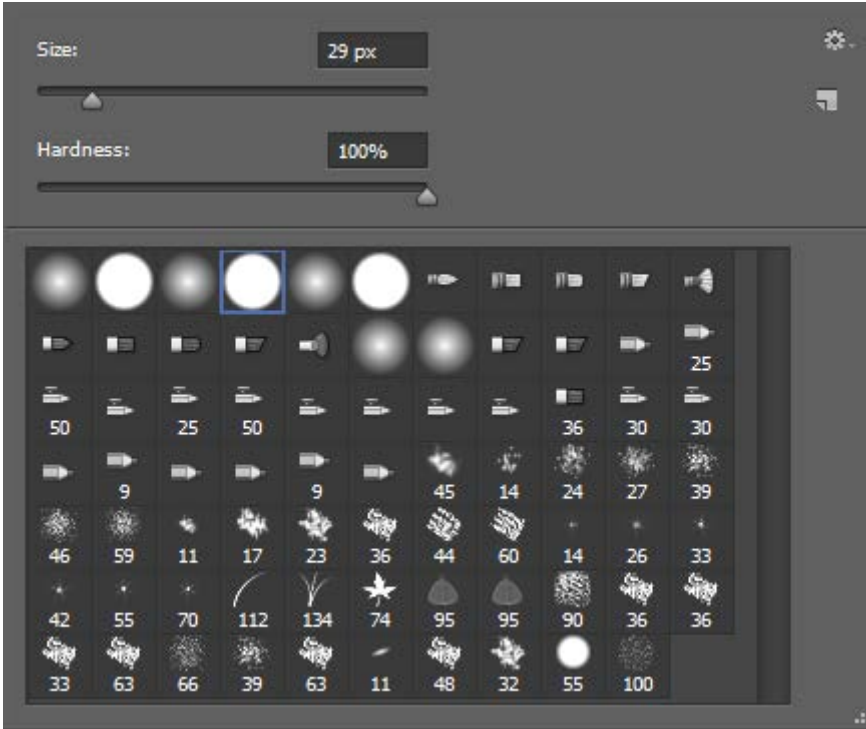 Size:
29 px
Hardness:
100%
25
50 25 50 36 30 30
9 9 45 14 24 27 39
46 59 11 17 23 36 44 60 14 26 33
42 55 70 112 134 74 95 95 90 36 36
33 63 66 39 63 11 48 32 55 100